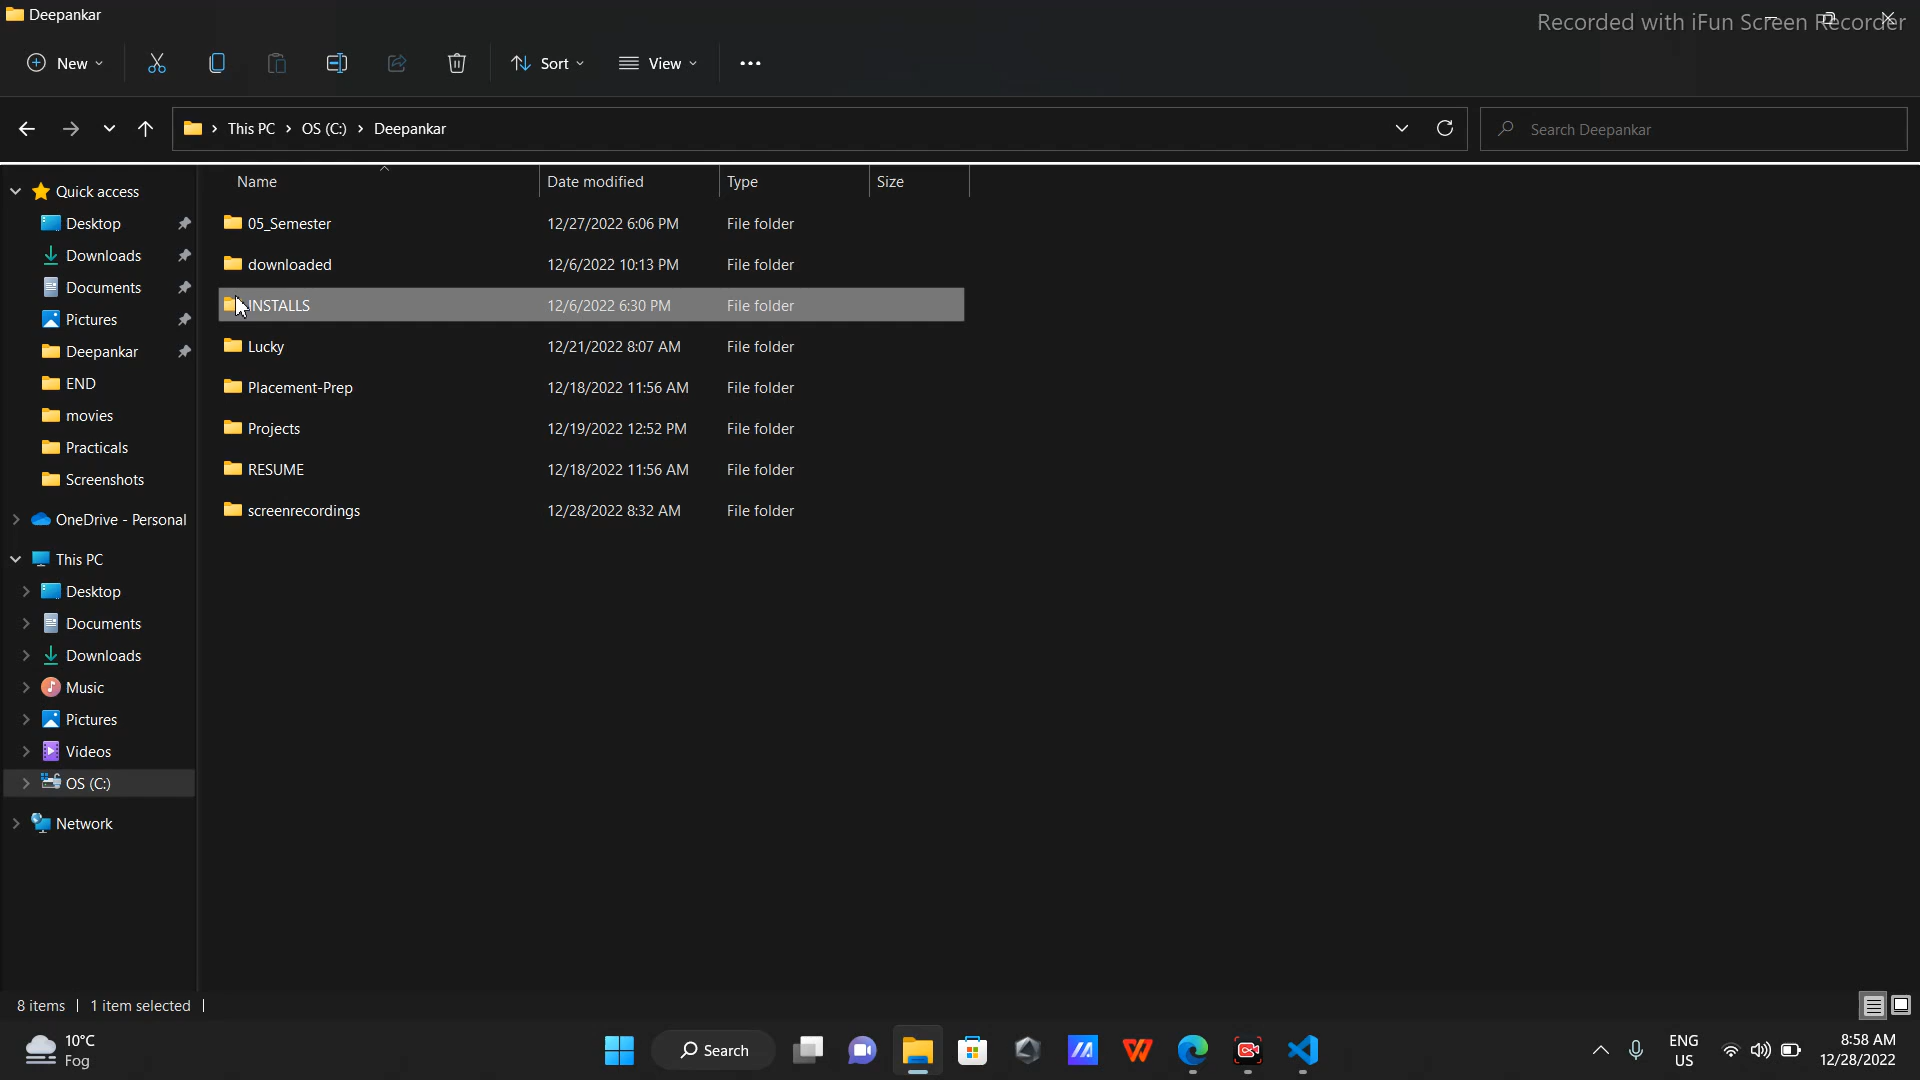 Deepankar
Recorded with iFun Screen Recorder
New
Sort
View
This PC > OS (C:) > Deepankar
Search Deepankar
Quick access
Desktop
Downloads
Documents
Pictures
Deepankar
END
movies
Practicals
Screenshots
OneDrive - Personal
This PC
Desktop
Documents
Downloads
Music
Pictures
Videos
OS (C:)
Network
Name Date modified Type Size
05_Semester 12/27/2022 6:06 PM File folder
downloaded 12/6/2022 10:13 PM File folder
INSTALLS 12/6/2022 6:30 PM File folder
Lucky 12/21/2022 8:07 AM File folder
Placement-Prep 12/18/2022 11:56 AM File folder
Projects 12/19/2022 12:52 PM File folder
RESUME 12/18/2022 11:56 AM File folder
screenrecordings 12/28/2022 8:32 AM File folder
8 items 1 item selected
10°C
Fog
Search
ENG
US
8:58 AM
12/28/2022